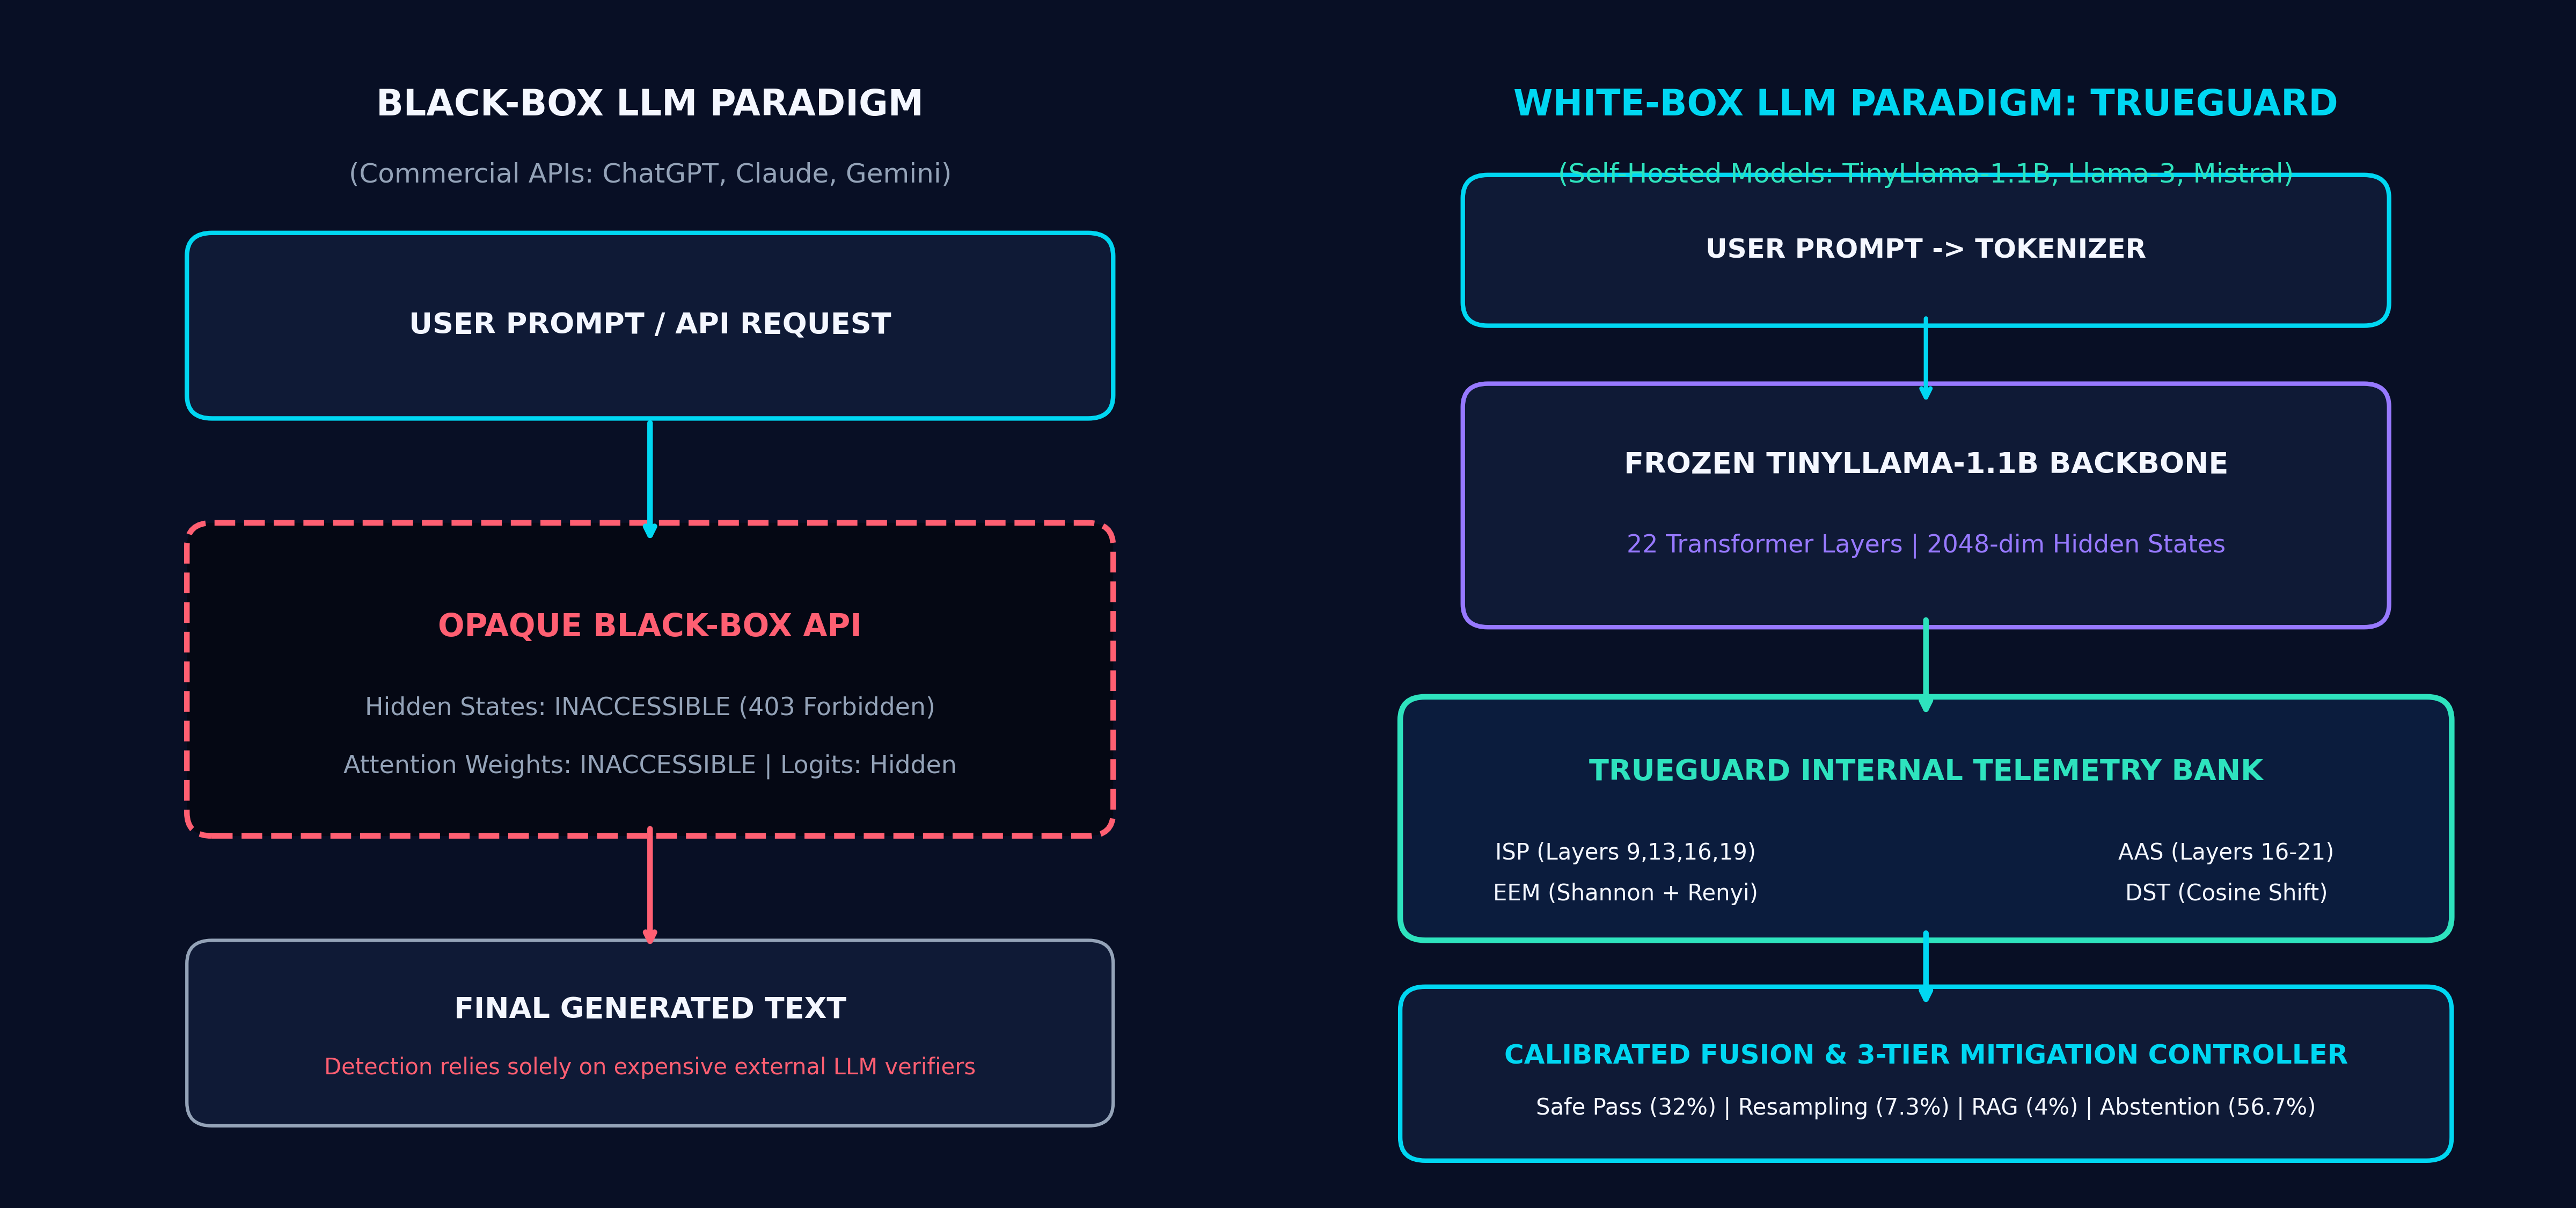 BLACK-BOX LLM PARADIGM
(Commercial APIs: ChatGPT, Claude, Gemini)
USER PROMPT / API REQUEST
OPAQUE BLACK-BOX API
Hidden States: INACCESSIBLE (403 Forbidden)
Attention Weights: INACCESSIBLE | Logits: Hidden
FINAL GENERATED TEXT
Detection relies solely on expensive external LLM verifiers
WHITE-BOX LLM PARADIGM: TRUEGUARD
(Self-Hosted Models: TinyLlama-1.1B, Llama-3, Mistral)
USER PROMPT -> TOKENIZER
FROZEN TINYLLAMA-1.1B BACKBONE
22 Transformer Layers | 2048-dim Hidden States
TRUEGUARD INTERNAL TELEMETRY BANK
ISP (Layers 9,13,16,19)
AAS (Layers 16-21)
EEM (Shannon + Renyi)
DST (Cosine Shift)
CALIBRATED FUSION & 3-TIER MITIGATION CONTROLLER
Safe Pass (32%) | Resampling (7.3%) | RAG (4%) | Abstention (56.7%)